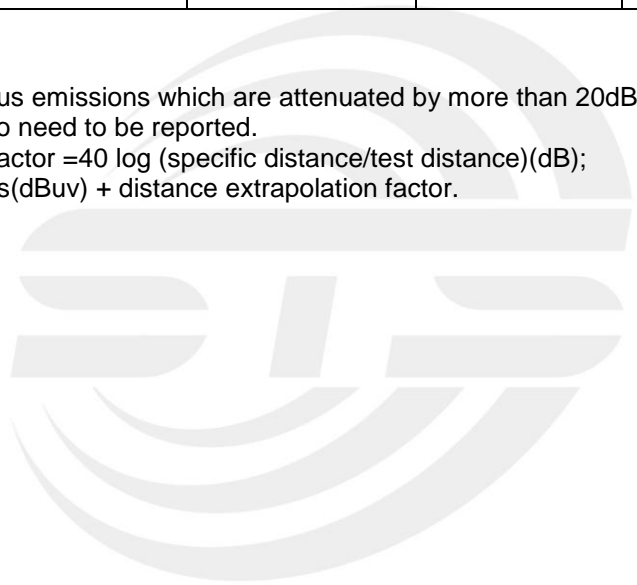 us emissions which are attenuated by more than 20dB
o need to be reported.
actor =40 log (specific distance/test distance)(dB);
s(dBuv) + distance extrapolation factor.
STS